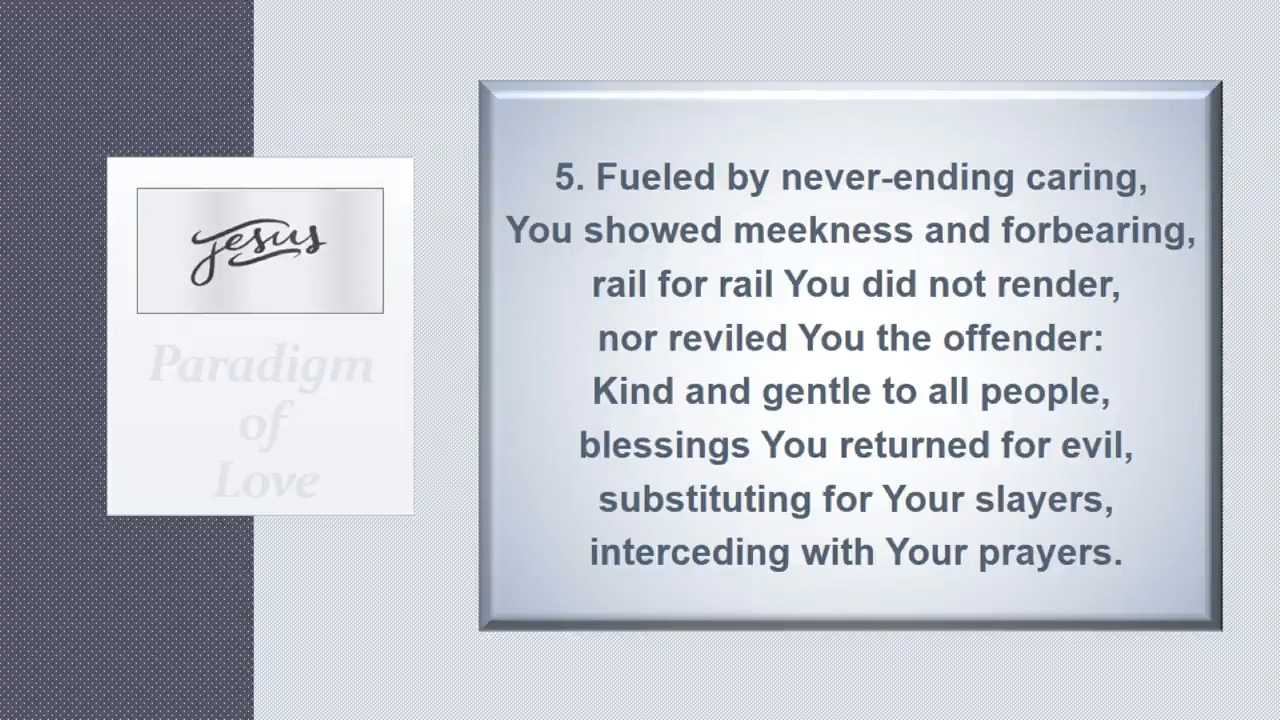 Jesus
Paradigm
of
Love
5. Fueled by never-ending caring,
You showed meekness and forbearing,
rail for rail You did not render,
nor reviled You the offender:
Kind and gentle to all people,
blessings You returned for evil,
substituting for Your slayers,
interceding with Your prayers.